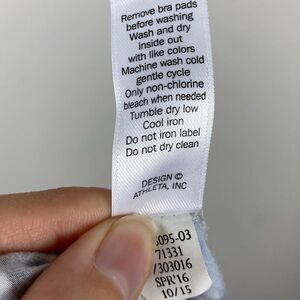 Remove bra pads
before washing
Wash and dry
inside out
with like colors
Machine wash cold
gentle cycle
Only non-chlorine
bleach when needed
Tumble dry low
Cool iron
Do not iron label
Do not dry clean
DESIGN ©
ATHLETA, INC
095-03
71331
/303016
SPR'16
10/15